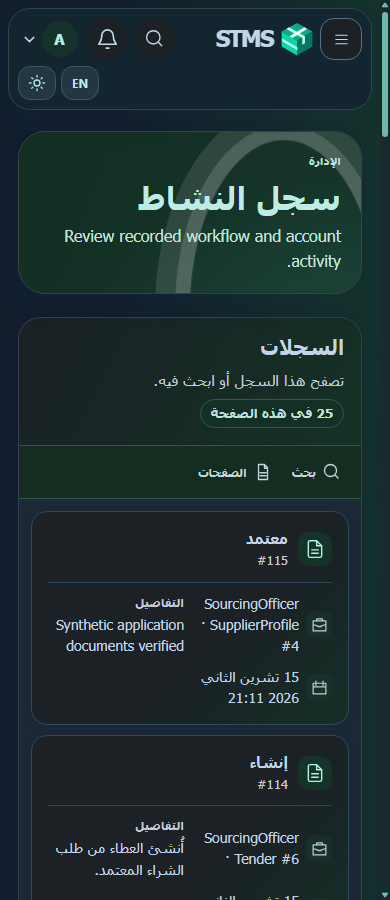 STMS
A
EN
الإدارة
سجل النشاط
Review recorded workflow and account
activity.
السجلات
تصفح هذا السجل أو ابحث فيه.
25 في هذه الصفحة
بحث
الصفحات
معتمد
#115
SourcingOfficer
· SupplierProfile
#4
15 تشرين الثاني
2026 21:11
التفاصيل
Synthetic application
documents verified
إنشاء
#114
SourcingOfficer
· Tender #6
التفاصيل
أُنشئ العطاء من طلب
الشراء المعتمد.